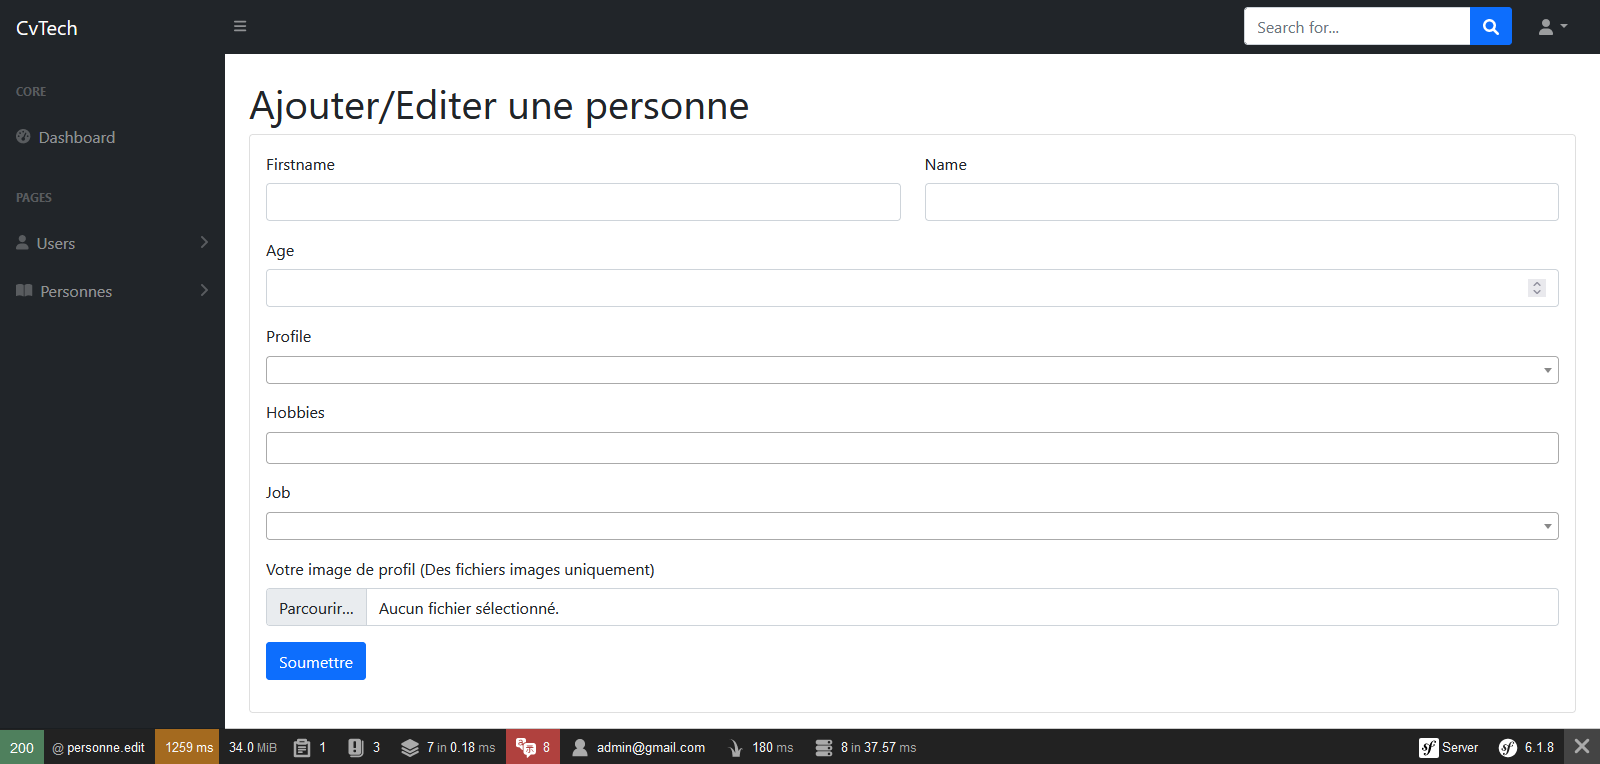 CvTech
Search for...
CORE
Dashboard
PAGES
Users
Personnes
Ajouter/Editer une personne
Firstname Name
Age
Profile
Hobbies
Job
Votre image de profil (Des fichiers images uniquement)
Parcourir... Aucun fichier sélectionné.
Soumettre
200 @ personne.edit 1259 ms 34.0 MiB 1 3 7 in 0.18 ms 8 admin@gmail.com 180 ms 8 in 37.57 ms Server 6.1.8